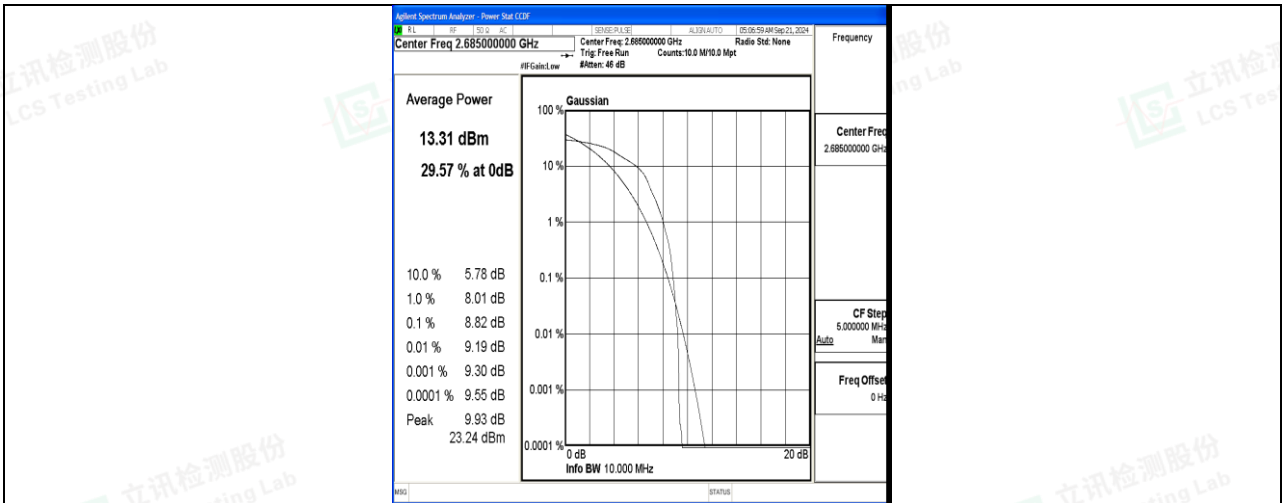 Agilent Spectrum Analyzer - Power Stat CCDF
RL RF 50 Ω AC SENSE:PULSE ALIGN AUTO 05:06:59 AM Sep 21, 2024
Center Freq 2.685000000 GHz
Center Freq: 2.685000000 GHz Radio Std: None
Trig: Free Run Counts:10.0 M/10.0 Mpt
#IFGain:Low #Atten: 46 dB
Frequency
Average Power
13.31 dBm
29.57 % at 0dB
10.0 % 5.78 dB
1.0 % 8.01 dB
0.1 % 8.82 dB
0.01 % 9.19 dB
0.001 % 9.30 dB
0.0001 % 9.55 dB
Peak 9.93 dB
23.24 dBm
Gaussian
100 %
10 %
1 %
0.1 %
0.01 %
0.001 %
0.0001 %
0 dB 20 dB
Info BW 10.000 MHz
Center Freq
2.685000000 GHz
CF Step
5.000000 MHz
Auto Man
Freq Offset
0 Hz
MSG STATUS
立讯检测股份
LCS Testing Lab